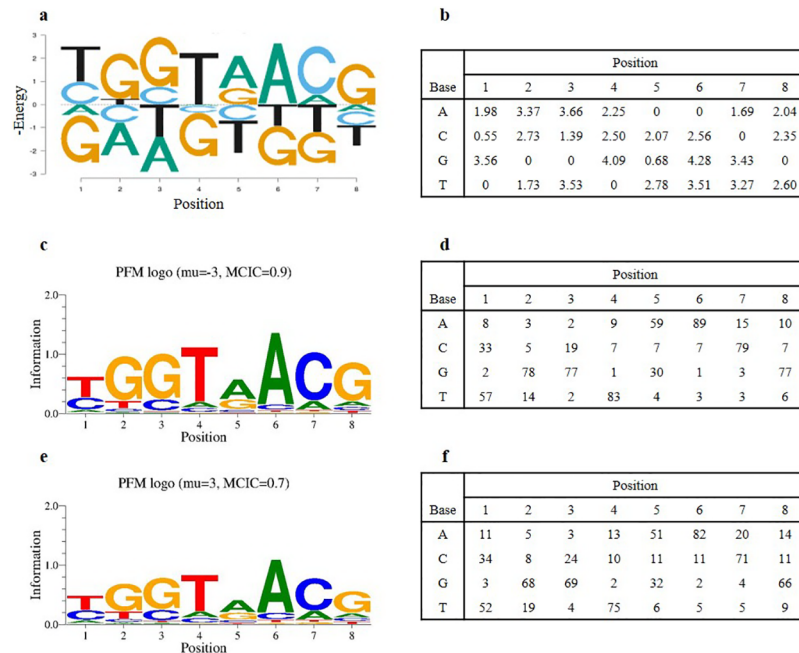 a
3
2
1
0
-1
-2
-3
-Energy
T C A G
G T C A
G C T A
T C G
A G C T
A T G
C A T G
G A C T
1 2 3 4 5 6 7 8
Position
b
Position
Base 1 2 3 4 5 6 7 8
A 1.98 3.37 3.66 2.25 0 0 1.69 2.04
C 0.55 2.73 1.39 2.50 2.07 2.56 0 2.35
G 3.56 0 0 4.09 0.68 4.28 3.43 0
T 0 1.73 3.53 0 2.78 3.51 3.27 2.60
c
PFM logo (mu=-3, MCIC=0.9)
2.0
1.0
0.0
Information
T G G T A A C G
C T C A G C A A
1 2 3 4 5 6 7 8
Position
d
Position
Base 1 2 3 4 5 6 7 8
A 8 3 2 9 59 89 15 10
C 33 5 19 7 7 7 79 7
G 2 78 77 1 30 1 3 77
T 57 14 2 83 4 3 3 6
e
PFM logo (mu=3, MCIC=0.7)
2.0
1.0
0.0
Information
T G G T A A C G
C T C A G C A A
1 2 3 4 5 6 7 8
Position
f
Position
Base 1 2 3 4 5 6 7 8
A 11 5 3 13 51 82 20 14
C 34 8 24 10 11 11 71 11
G 3 68 69 2 32 2 4 66
T 52 19 4 75 6 5 5 9